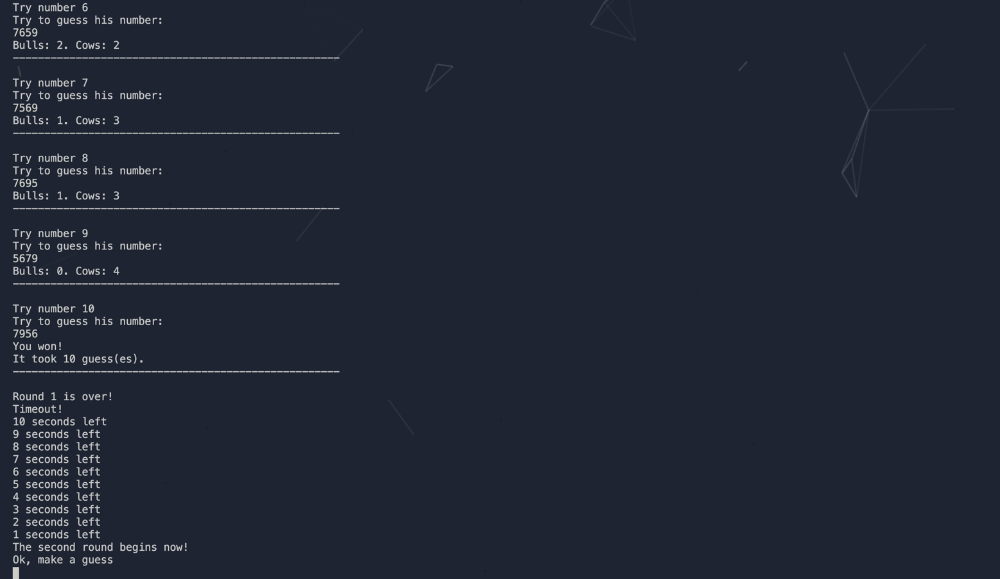 Try number 6
Try to guess his number:
7659
Bulls: 2. Cows: 2
----------------------------------------------------
Try number 7
Try to guess his number:
7569
Bulls: 1. Cows: 3
----------------------------------------------------
Try number 8
Try to guess his number:
7695
Bulls: 1. Cows: 3
----------------------------------------------------
Try number 9
Try to guess his number:
5679
Bulls: 0. Cows: 4
----------------------------------------------------
Try number 10
Try to guess his number:
7956
You won!
It took 10 guess(es).
----------------------------------------------------
Round 1 is over!
Timeout!
10 seconds left
9 seconds left
8 seconds left
7 seconds left
6 seconds left
5 seconds left
4 seconds left
3 seconds left
2 seconds left
1 seconds left
The second round begins now!
Ok, make a guess